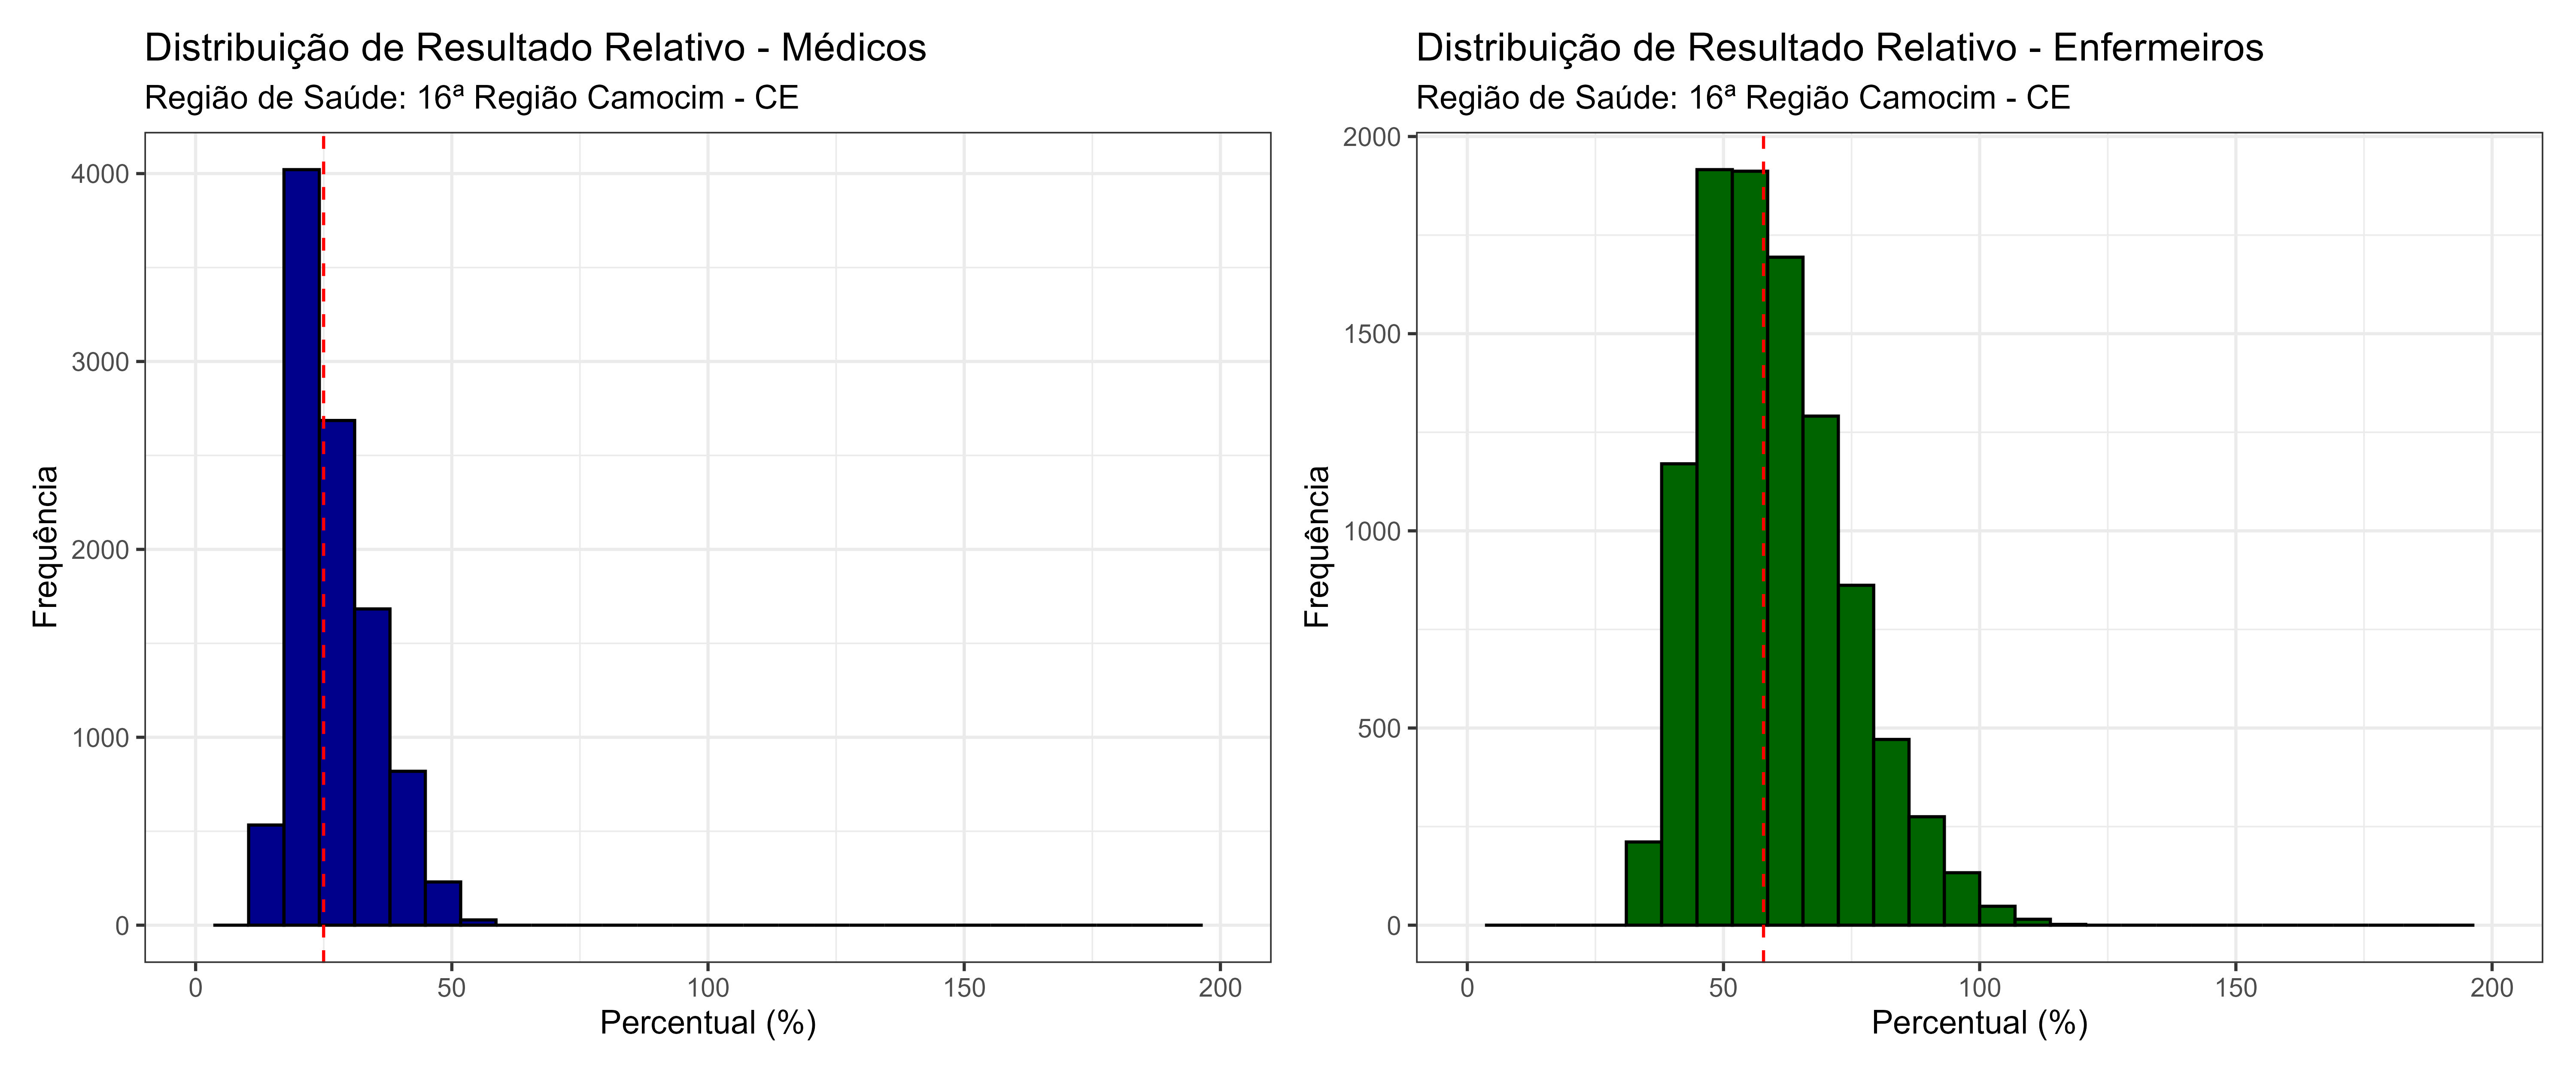 Distribuição de Resultado Relativo - Médicos
Região de Saúde: 16ª Região Camocim - CE
4000
3000
2000
1000
0
Frequência
0 50 100 150 200
Percentual (%)
Distribuição de Resultado Relativo - Enfermeiros
Região de Saúde: 16ª Região Camocim - CE
2000
1500
1000
500
0
Frequência
0 50 100 150 200
Percentual (%)